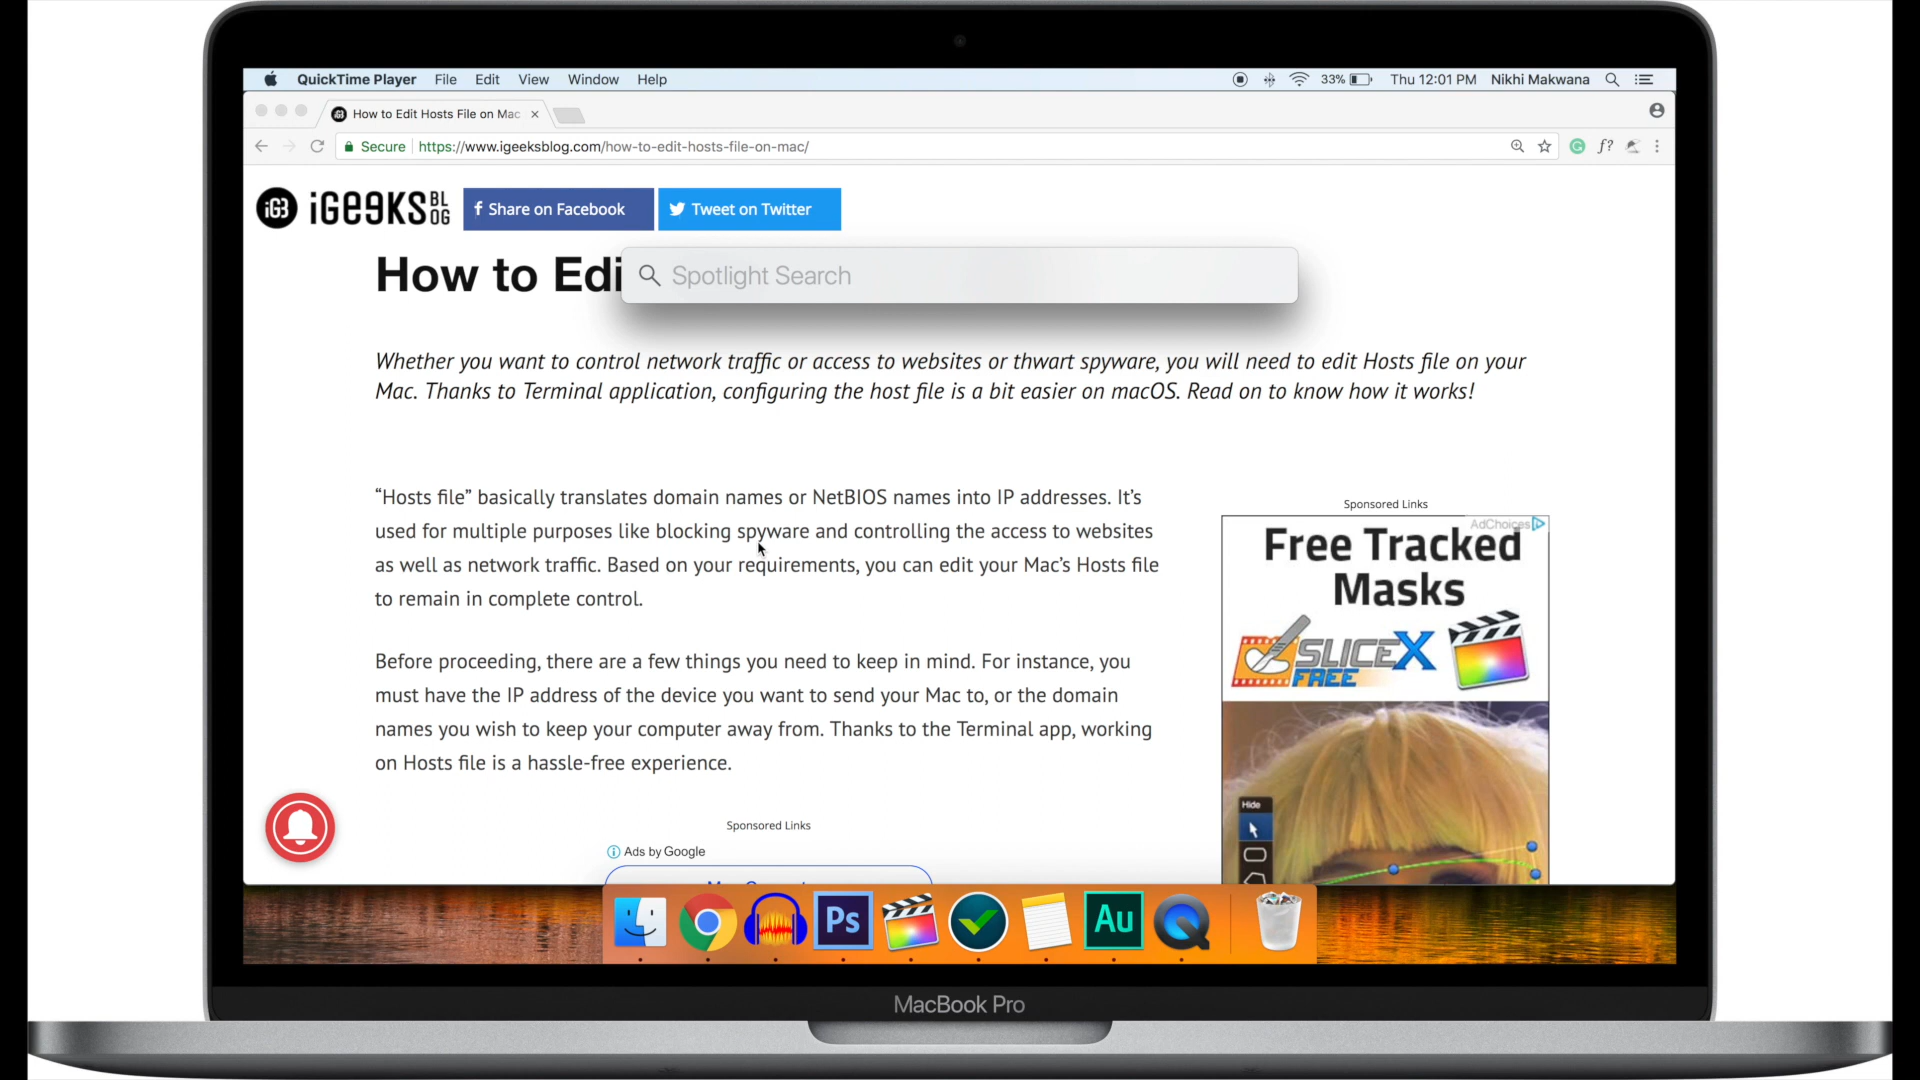 QuickTime Player File Edit View Window Help 33% Thu 12:01 PM Nikhi Makwana
How to Edit Hosts File on Mac
Secure https://www.igeeksblog.com/how-to-edit-hosts-file-on-mac/ f?
iGB iGeeKSBLOG f Share on Facebook Tweet on Twitter
How to Edi Spotlight Search
Whether you want to control network traffic or access to websites or thwart spyware, you will need to edit Hosts file on your
Mac. Thanks to Terminal application, configuring the host file is a bit easier on macOS. Read on to know how it works!
“Hosts file” basically translates domain names or NetBIOS names into IP addresses. It’s
used for multiple purposes like blocking spyware and controlling the access to websites
as well as network traffic. Based on your requirements, you can edit your Mac’s Hosts file
to remain in complete control.
Before proceeding, there are a few things you need to keep in mind. For instance, you
must have the IP address of the device you want to send your Mac to, or the domain
names you wish to keep your computer away from. Thanks to the Terminal app, working
on Hosts file is a hassle-free experience.
Sponsored Links
Ads by Google
Sponsored Links
AdChoices
Free Tracked
Masks
SLICEX
FREE
Hide
Ps Au
MacBook Pro